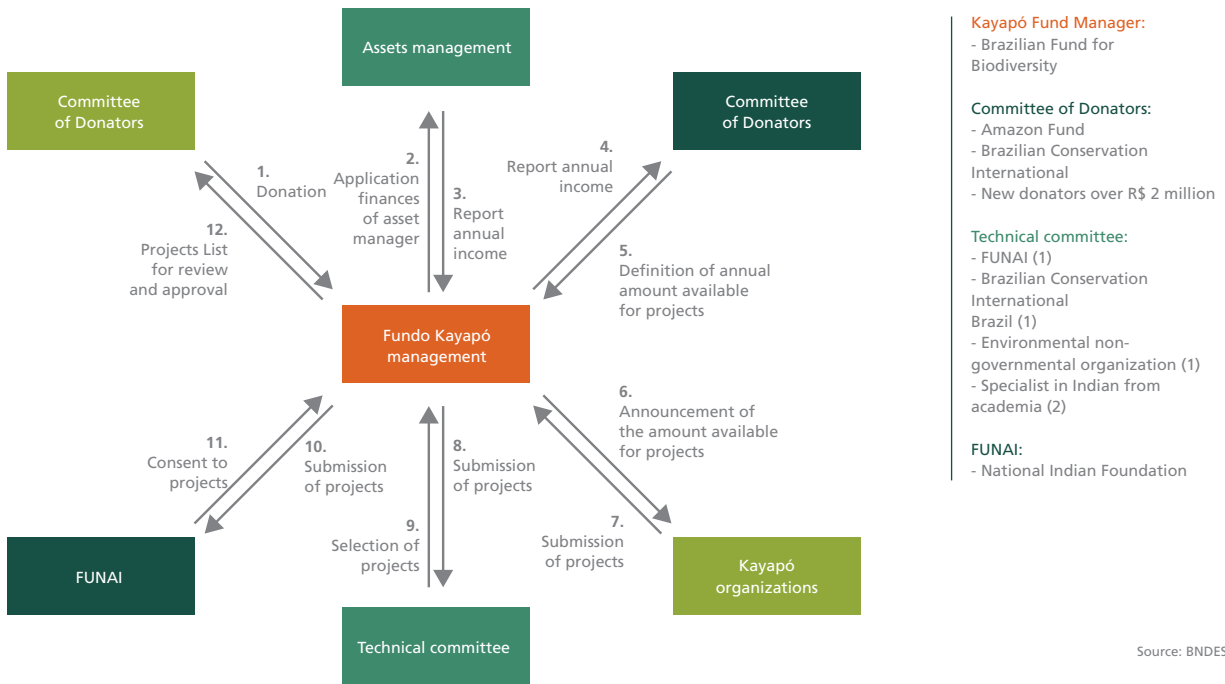 Assets management
Committee
of Donators
Committee
of Donators
1.
Donation
2.
Application
finances
of asset
manager
3.
Report
annual
income
4.
Report annual
income
5.
Definition of annual
amount available
for projects
12.
Projects List
for review
and approval
Fundo Kayapó
management
6.
Announcement of
the amount available
for projects
7.
Submission
of projects
8.
Submission
of projects
9.
Selection of
projects
10.
Submission
of projects
11.
Consent to
projects
FUNAI
Technical committee
Kayapó
organizations
Kayapó Fund Manager:
- Brazilian Fund for
Biodiversity
Committee of Donators:
- Amazon Fund
- Brazilian Conservation
International
- New donators over R$ 2 million
Technical committee:
- FUNAI (1)
- Brazilian Conservation
International
Brazil (1)
- Environmental non-
governmental organization (1)
- Specialist in Indian from
academia (2)
FUNAI:
- National Indian Foundation
Source: BNDES